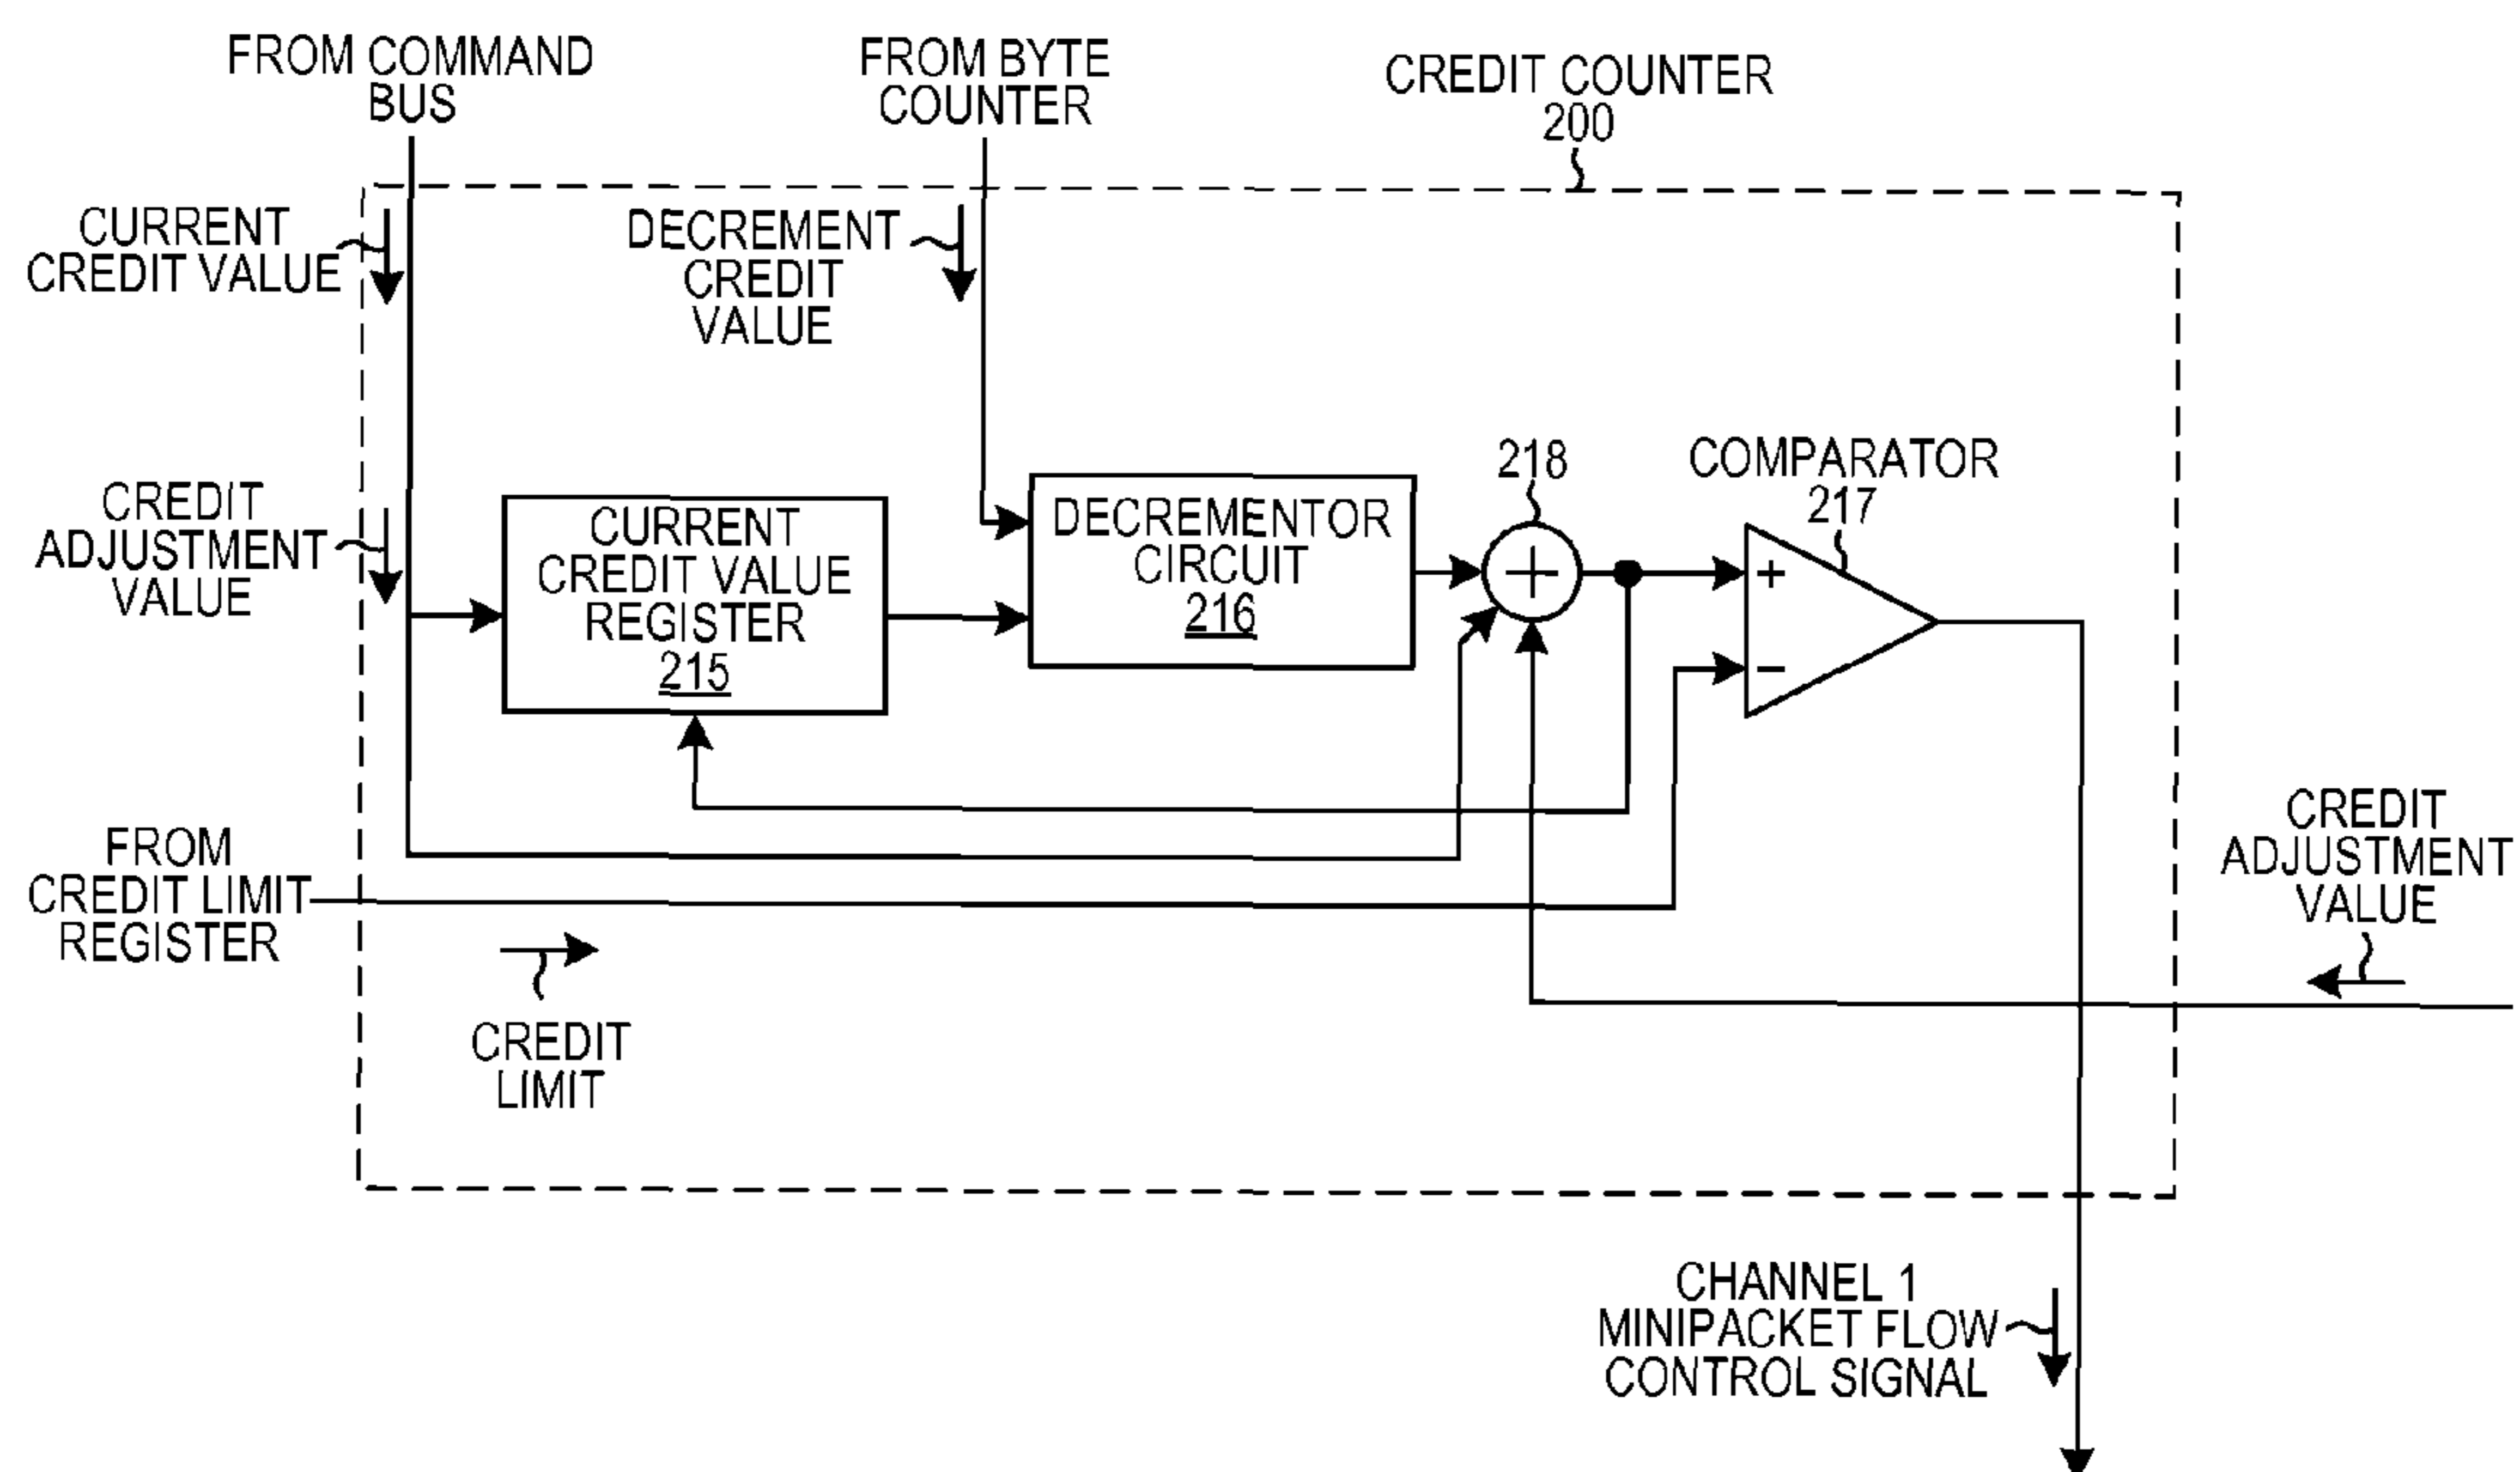 FROM COMMAND
BUS
FROM BYTE
COUNTER
CREDIT COUNTER
200
CURRENT
CREDIT VALUE
DECREMENT
CREDIT
VALUE
CREDIT
ADJUSTMENT
VALUE
CURRENT
CREDIT VALUE
REGISTER
215
DECREMENTOR
CIRCUIT
216
218
+
COMPARATOR
217
+
−
FROM
CREDIT LIMIT
REGISTER
CREDIT
LIMIT
CREDIT
ADJUSTMENT
VALUE
CHANNEL 1
MINIPACKET FLOW
CONTROL SIGNAL